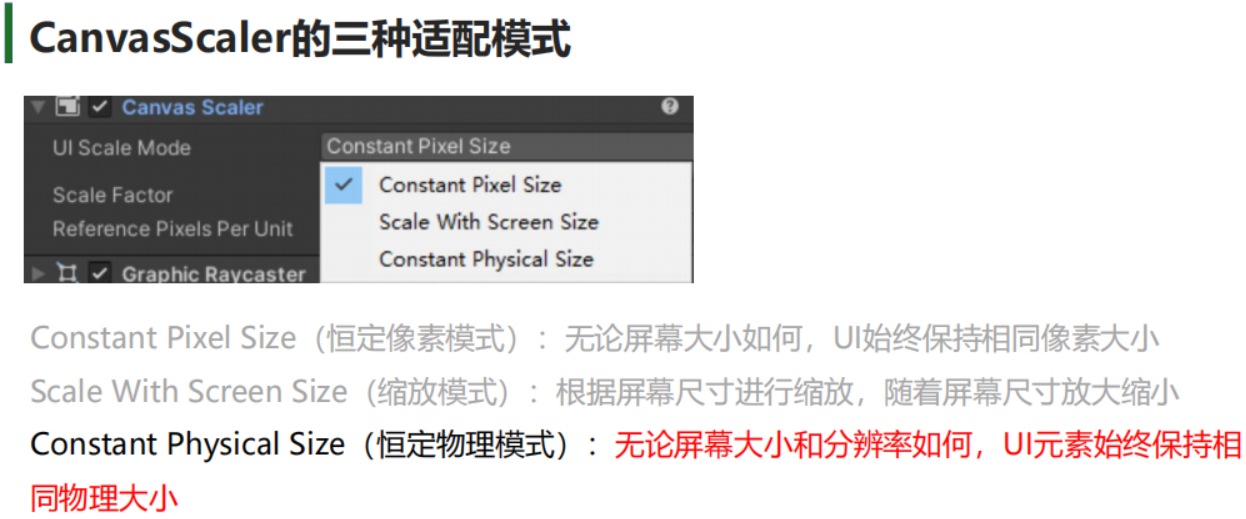 CanvasScaler的三种适配模式
Canvas Scaler
UI Scale Mode
Constant Pixel Size
Constant Pixel Size
Scale Factor
Scale With Screen Size
Reference Pixels Per Unit
Constant Physical Size
Graphic Raycaster
Constant Pixel Size（恒定像素模式）：无论屏幕大小如何，UI始终保持相同像素大小
Scale With Screen Size（缩放模式）：根据屏幕尺寸进行缩放，随着屏幕尺寸放大缩小
Constant Physical Size（恒定物理模式）：无论屏幕大小和分辨率如何，UI元素始终保持相
同物理大小